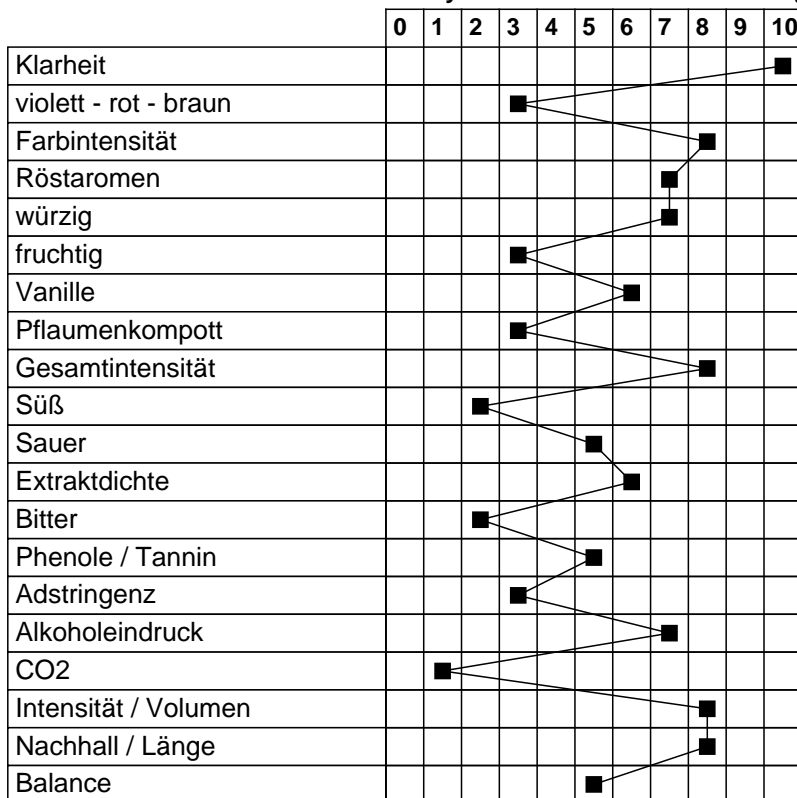 0 1 2 3 4 5 6 7 8 9 10
Klarheit
violett - rot - braun
Farbintensität
Röstaromen
würzig
fruchtig
Vanille
Pflaumenkompott
Gesamtintensität
Süß
Sauer
Extraktdichte
Bitter
Phenole / Tannin
Adstringenz
Alkoholeindruck
CO2
Intensität / Volumen
Nachhall / Länge
Balance